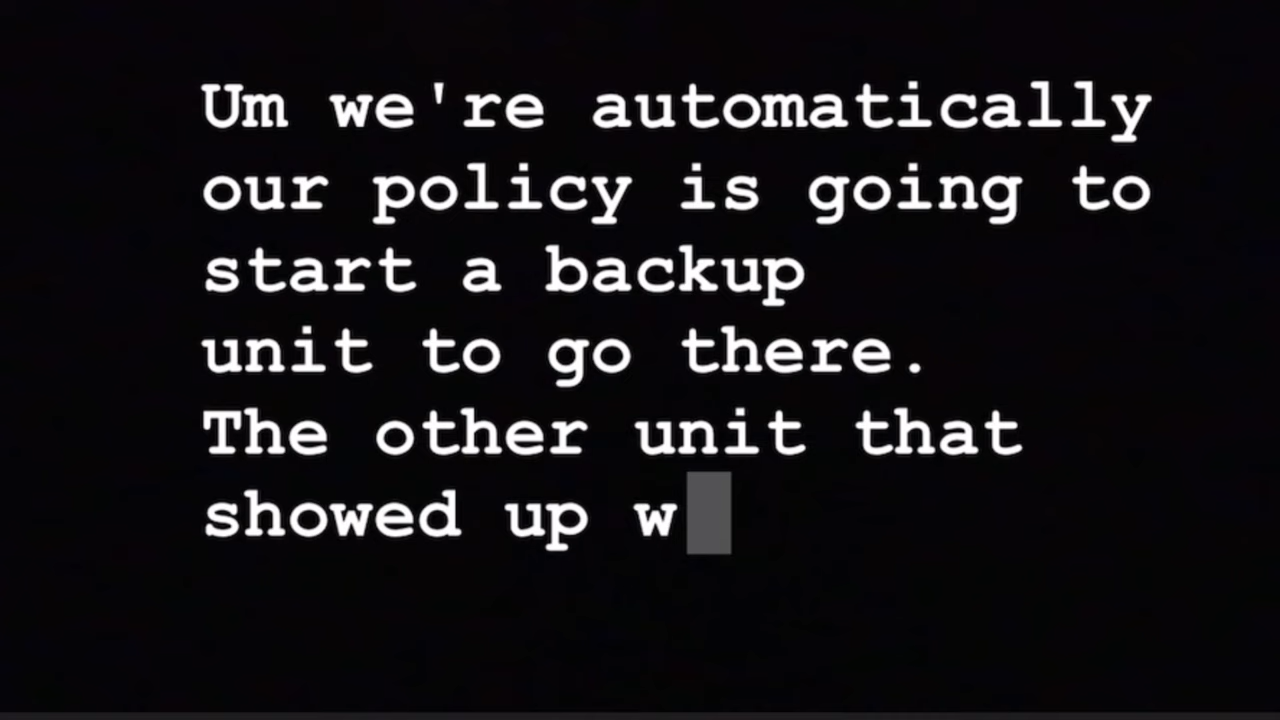 Um we're automatically
our policy is going to
start a backup
unit to go there.
The other unit that
showed up w